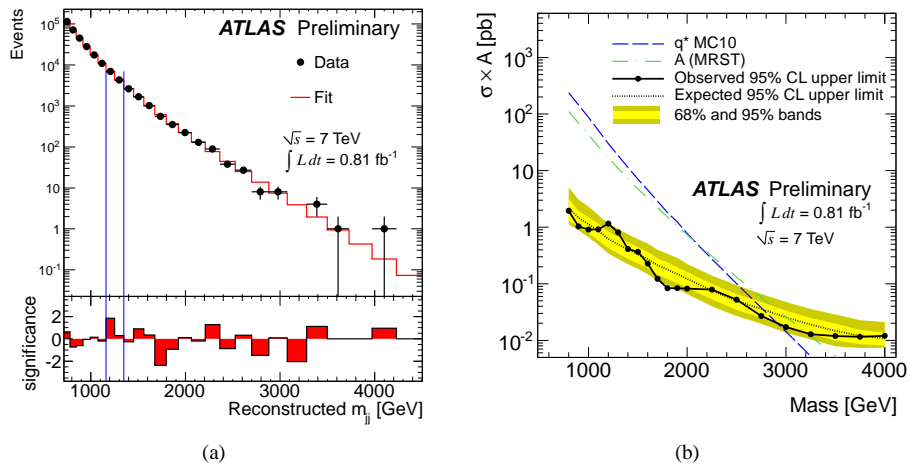 Events
10⁵
10⁴
10³
10²
10
1
10⁻¹
ATLAS Preliminary
Data
Fit
√s = 7 TeV
∫ L dt = 0.81 fb⁻¹
significance
2
0
-2
1000 2000 3000 4000
Reconstructed m_jj [GeV]
(a)
σ × A [pb]
10³
10²
10
1
10⁻¹
10⁻²
q* MC10
A (MRST)
Observed 95% CL upper limit
Expected 95% CL upper limit
68% and 95% bands
ATLAS Preliminary
∫ L dt = 0.81 fb⁻¹
√s = 7 TeV
1000 2000 3000 4000
Mass [GeV]
(b)